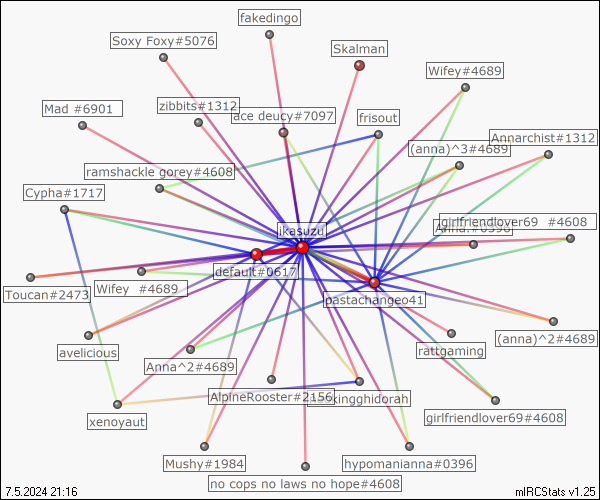 fakedingo
Soxy Foxy#5076
Skalman
Wifey#4689
Mad #6901
zibbits#1312
ace deucy#7097
frisout
Annarchist#1312
(anna)^3#4689
ramshackle gorey#4608
Cypha#1717
girlfriendlover69 #4608
ikasuzu
default#0617
Toucan#2473
Wifey #4689
pastachangeo41
avelicious
rattgaming
(anna)^2#4689
Anna^2#4689
AlpineRooster#2156
xenoyaut
girlfriendlover69#4608
Mushy#1984
hypomanianna#0396
no cops no laws no hope#4608
7.5.2024 21:16
mIRCStats v1.25